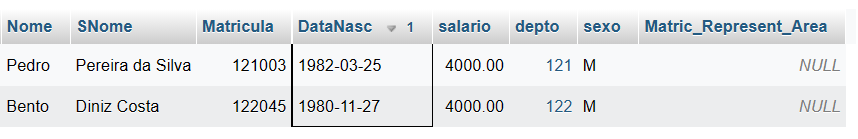 Nome SNome Matricula DataNasc 1 salario depto sexo Matric_Represent_Area
Pedro Pereira da Silva 121003 1982-03-25 4000.00 121 M NULL
Bento Diniz Costa 122045 1980-11-27 4000.00 122 M NULL